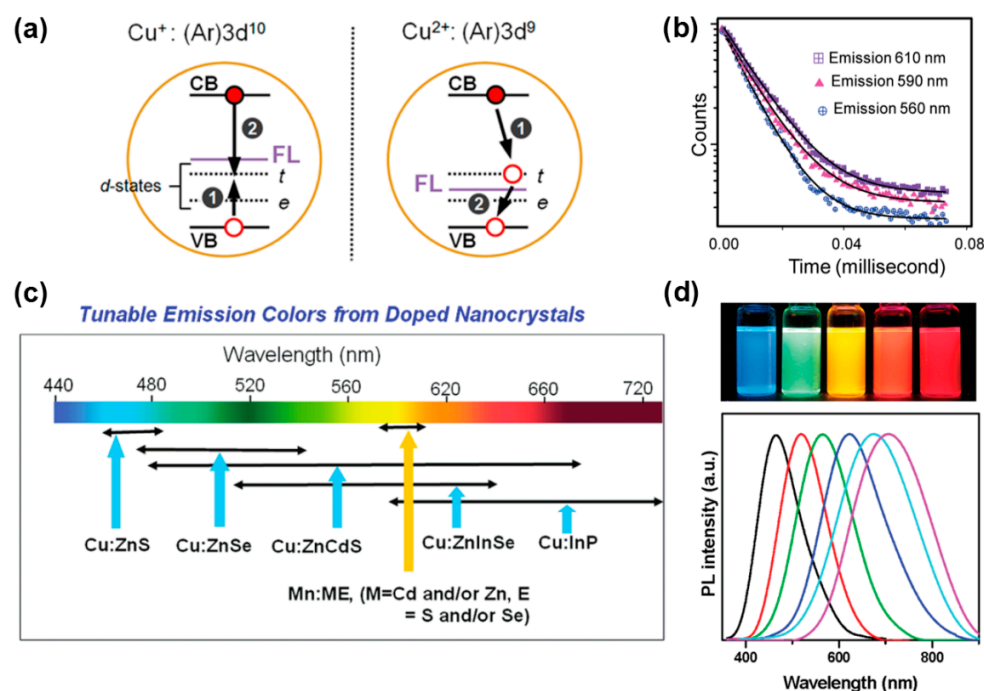 (a)
Cu⁺: (Ar)3d¹⁰
Cu²⁺: (Ar)3d⁹
CB
2
FL
d-states
t
1
e
VB
CB
1
t
FL
2
e
VB
(b)
Counts
Emission 610 nm
Emission 590 nm
Emission 560 nm
0.00 0.04 0.08
Time (millisecond)
(c)
Tunable Emission Colors from Doped Nanocrystals
Wavelength (nm)
440 480 520 560 620 660 720
Cu:ZnS
Cu:ZnSe
Cu:ZnCdS
Cu:ZnInSe
Cu:InP
Mn:ME, (M=Cd and/or Zn, E
= S and/or Se)
(d)
PL intensity (a.u.)
400 600 800
Wavelength (nm)